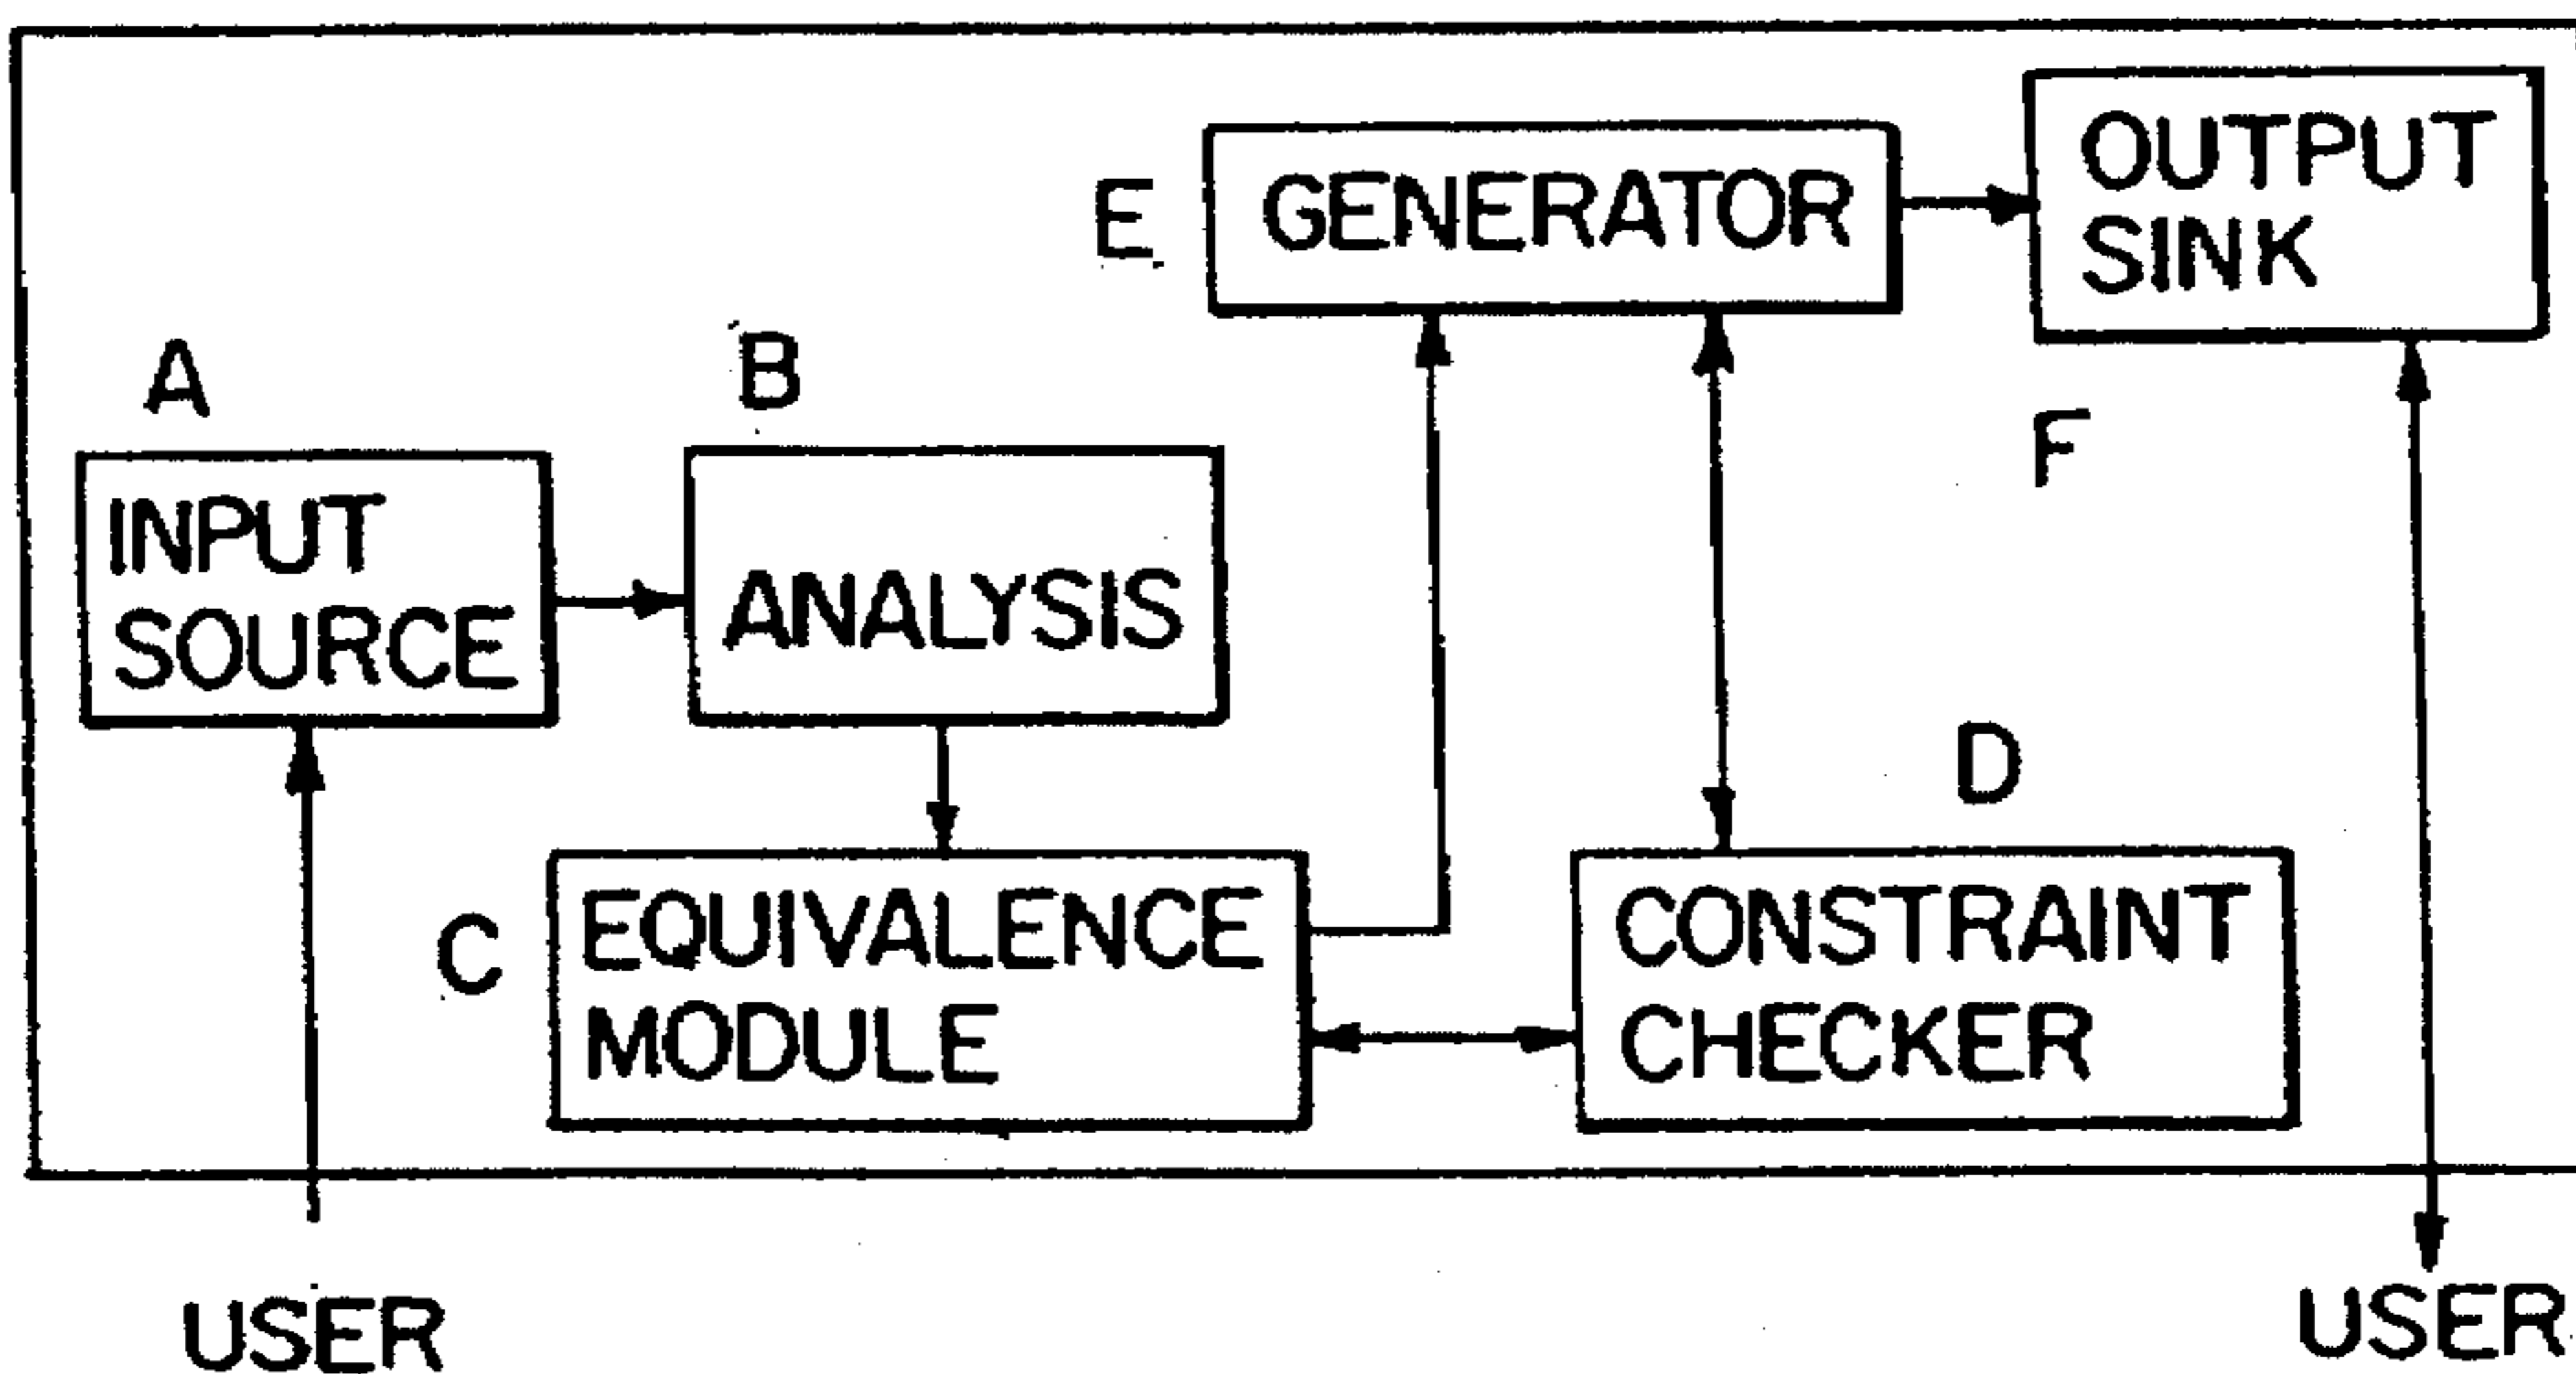 A
INPUT
SOURCE
B
ANALYSIS
C
EQUIVALENCE
MODULE
E
GENERATOR
OUTPUT
SINK
F
D
CONSTRAINT
CHECKER
USER
USER